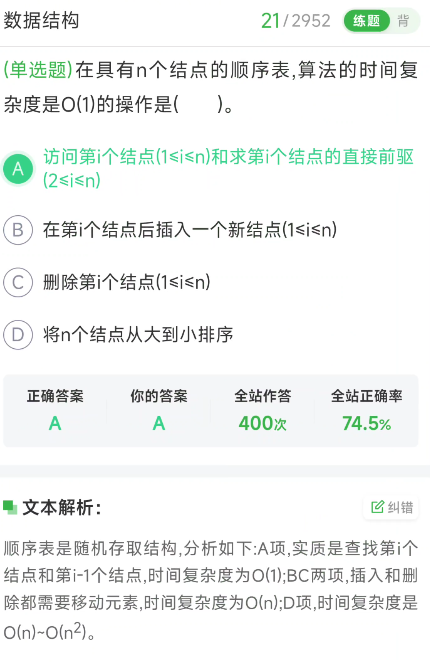 数据结构 21/2952 练题 背
(单选题)在具有n个结点的顺序表,算法的时间复
杂度是O(1)的操作是(  )。
A 访问第i个结点(1≤i≤n)和求第i个结点的直接前驱
(2≤i≤n)
B 在第i个结点后插入一个新结点(1≤i≤n)
C 删除第i个结点(1≤i≤n)
D 将n个结点从大到小排序
正确答案 你的答案 全站作答 全站正确率
A A 400次 74.5%
文本解析： 纠错
顺序表是随机存取结构,分析如下:A项,实质是查找第i个
结点和第i-1个结点,时间复杂度为O(1);BC两项,插入和删
除都需要移动元素,时间复杂度为O(n);D项,时间复杂度是
O(n)~O(n²)。